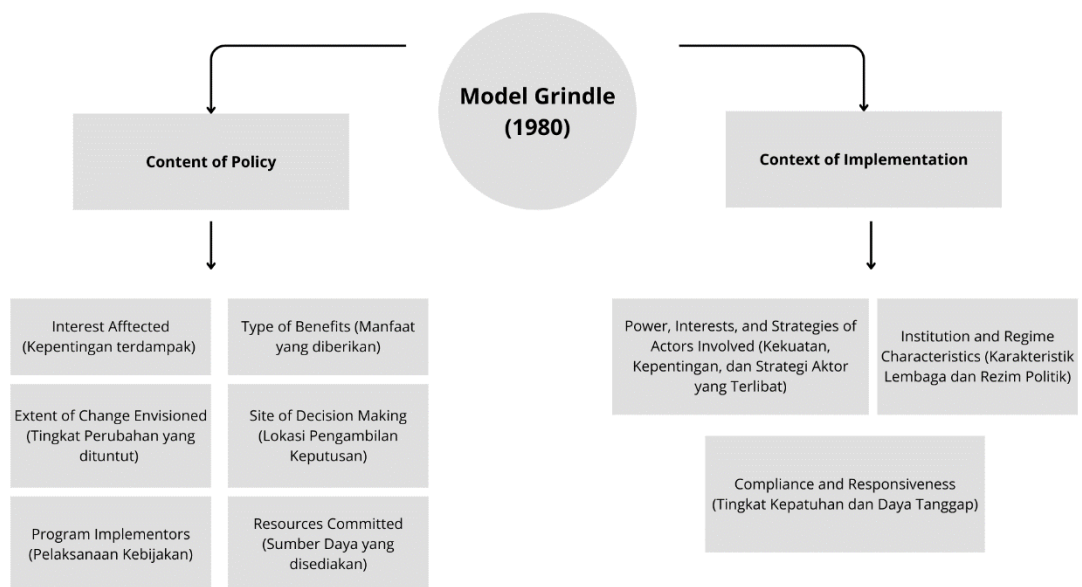 Model Grindle
(1980)
Content of Policy
Context of Implementation
Interest Afftected
(Kepentingan terdampak)
Type of Benefits (Manfaat
yang diberikan)
Extent of Change Envisioned
(Tingkat Perubahan yang
dituntut)
Site of Decision Making
(Lokasi Pengambilan
Keputusan)
Program Implementors
(Pelaksanaan Kebijakan)
Resources Committed
(Sumber Daya yang
disediakan)
Power, Interests, and Strategies of
Actors Involved (Kekuatan,
Kepentingan, dan Strategi Aktor
yang Terlibat)
Institution and Regime
Characteristics (Karakteristik
Lembaga dan Rezim Politik)
Compliance and Responsiveness
(Tingkat Kepatuhan dan Daya Tanggap)